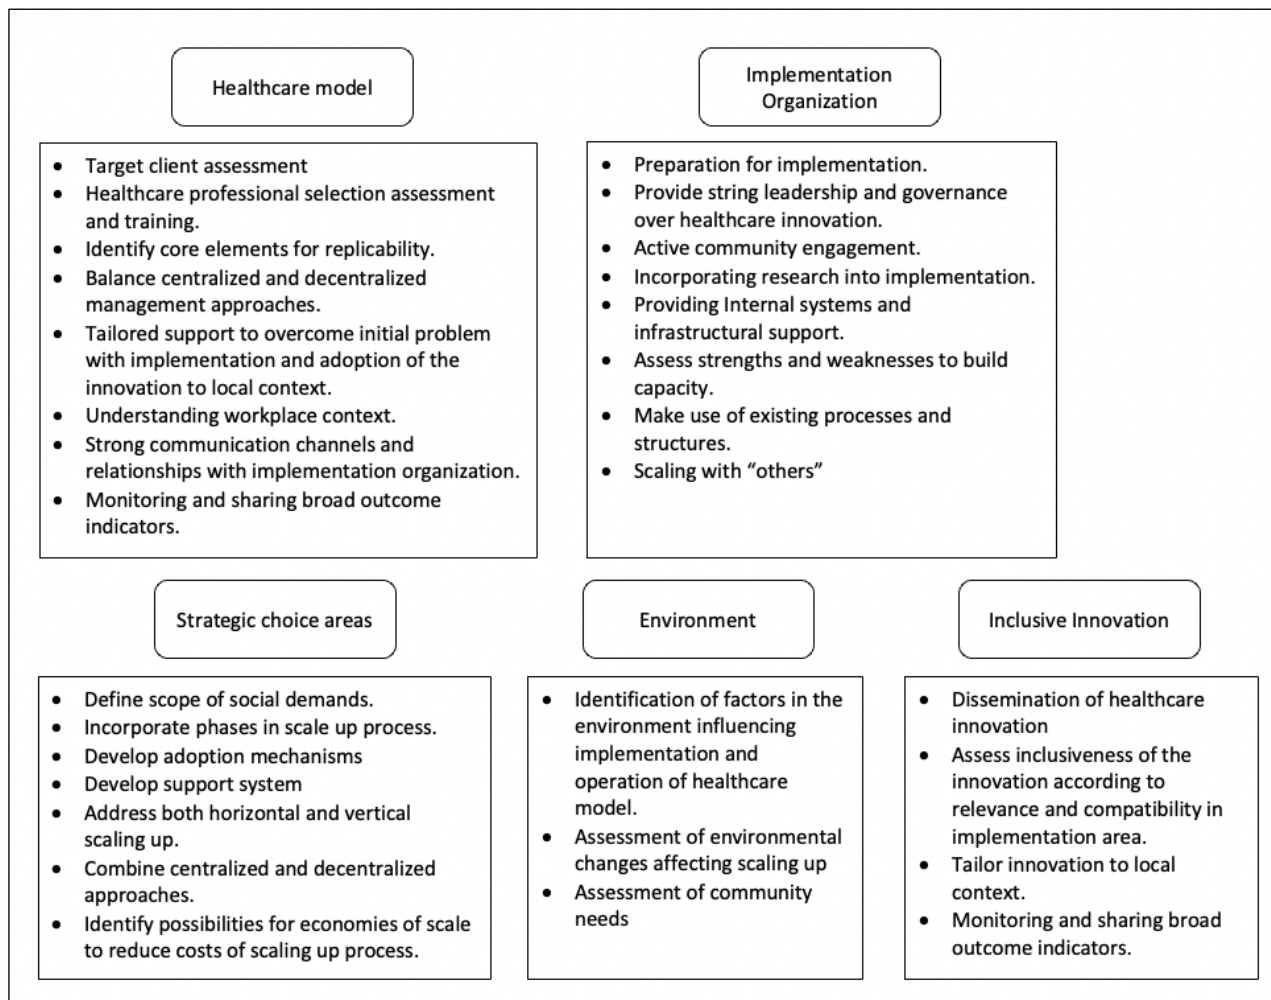 Healthcare model
• Target client assessment
• Healthcare professional selection assessment
and training.
• Identify core elements for replicability.
• Balance centralized and decentralized
management approaches.
• Tailored support to overcome initial problem
with implementation and adoption of the
innovation to local context.
• Understanding workplace context.
• Strong communication channels and
relationships with implementation organization.
• Monitoring and sharing broad outcome
indicators.
Implementation
Organization
• Preparation for implementation.
• Provide string leadership and governance
over healthcare innovation.
• Active community engagement.
• Incorporating research into implementation.
• Providing Internal systems and
infrastructural support.
• Assess strengths and weaknesses to build
capacity.
• Make use of existing processes and
structures.
• Scaling with “others”
Strategic choice areas
• Define scope of social demands.
• Incorporate phases in scale up process.
• Develop adoption mechanisms
• Develop support system
• Address both horizontal and vertical
scaling up.
• Combine centralized and decentralized
approaches.
• Identify possibilities for economies of scale
to reduce costs of scaling up process.
Environment
• Identification of factors in the
environment influencing
implementation and
operation of healthcare
model.
• Assessment of environmental
changes affecting scaling up
• Assessment of community
needs
Inclusive Innovation
• Dissemination of healthcare
innovation
• Assess inclusiveness of the
innovation according to
relevance and compatibility in
implementation area.
• Tailor innovation to local
context.
• Monitoring and sharing broad
outcome indicators.